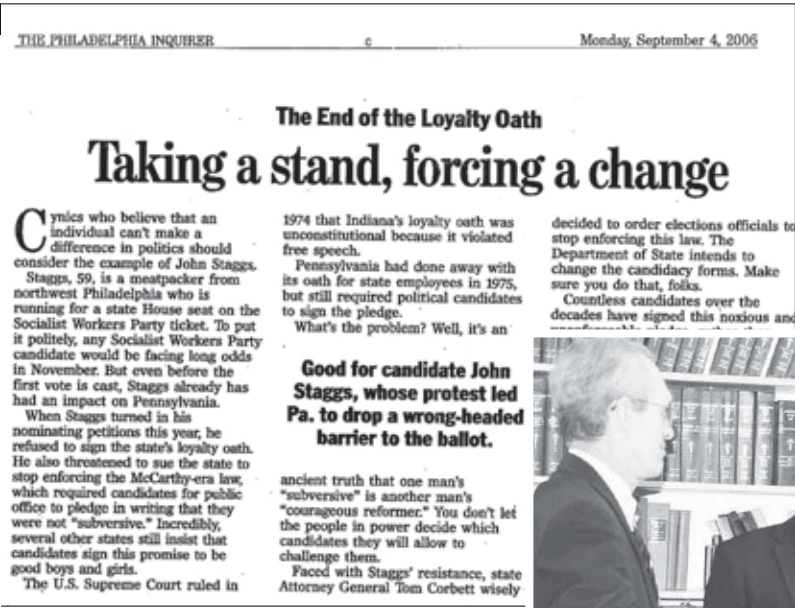 THE PHILADELPHIA INQUIRER
c
Monday, September 4, 2006
The End of the Loyalty Oath
Taking a stand, forcing a change
Cynics who believe that an
individual can't make a
difference in politics should
consider the example of John Staggs.
Staggs, 59, is a meatpacker from
northwest Philadelphia who is
running for a state House seat on the
Socialist Workers Party ticket. To put
it politely, any Socialist Workers Party
candidate would be facing long odds
in November. But even before the
first vote is cast, Staggs already has
had an impact on Pennsylvania.
When Staggs turned in his
nominating petitions this year, he
refused to sign the state's loyalty oath.
He also threatened to sue the state to
stop enforcing the McCarthy-era law,
which required candidates for public
office to pledge in writing that they
were not "subversive." Incredibly,
several other states still insist that
candidates sign this promise to be
good boys and girls.
The U.S. Supreme Court ruled in
1974 that Indiana's loyalty oath was
unconstitutional because it violated
free speech.
Pennsylvania had done away with
its oath for state employees in 1975,
but still required political candidates
to sign the pledge.
What's the problem? Well, it's an
Good for candidate John
Staggs, whose protest led
Pa. to drop a wrong-headed
barrier to the ballot.
ancient truth that one man's
"subversive" is another man's
"courageous reformer." You don't let
the people in power decide which
candidates they will allow to
challenge them.
Faced with Staggs' resistance, state
Attorney General Tom Corbett wisely
decided to order elections officials to
stop enforcing this law. The
Department of State intends to
change the candidacy forms. Make
sure you do that, folks.
Countless candidates over the
decades have signed this noxious and